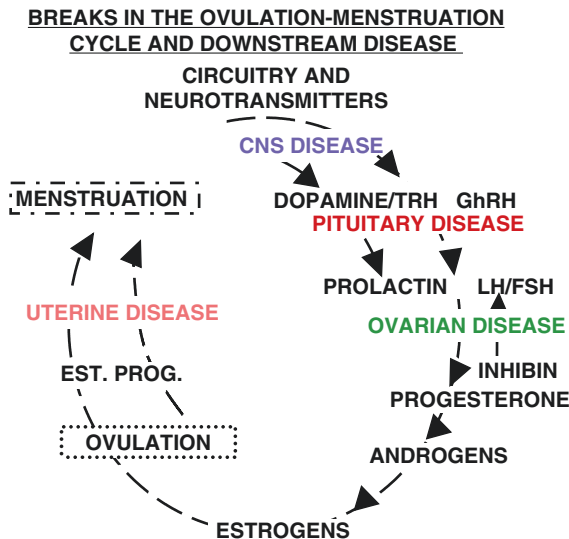 BREAKS IN THE OVULATION-MENSTRUATION
CYCLE AND DOWNSTREAM DISEASE
CIRCUITRY AND
NEUROTRANSMITTERS
CNS DISEASE
MENSTRUATION
DOPAMINE/TRH GhRH
PITUITARY DISEASE
PROLACTIN LH/FSH
UTERINE DISEASE
OVARIAN DISEASE
EST. PROG.
INHIBIN
PROGESTERONE
OVULATION
ANDROGENS
ESTROGENS